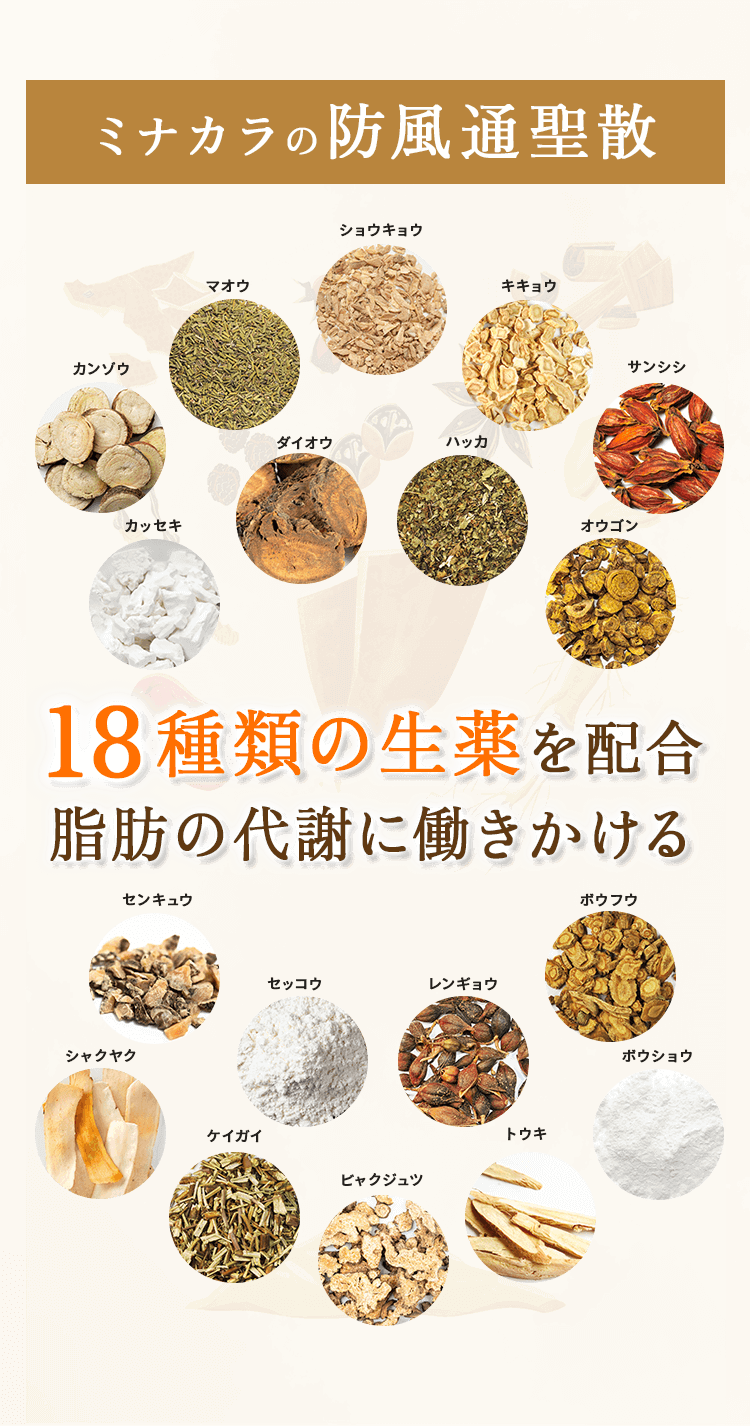 ミナカラの防風通聖散
ショウキョウ
マオウ
キキョウ
カンゾウ
サンシシ
ダイオウ
ハッカ
カッセキ
オウゴン
18種類の生薬を配合
脂肪の代謝に働きかける
センキュウ
ボウフウ
セッコウ
レンギョウ
シャクヤク
ボウショウ
ケイガイ
トウキ
ビャクジュツ